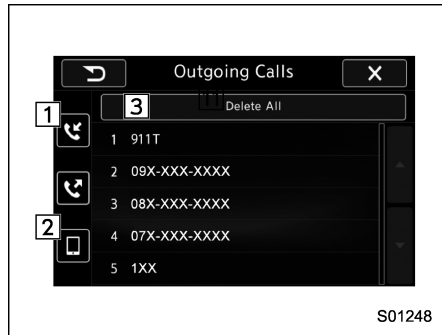 Outgoing Calls
X
1
3
Delete All
1 911T
2 09X-XXX-XXXX
3 08X-XXX-XXXX
2
4 07X-XXX-XXXX
5 1XX
S01248